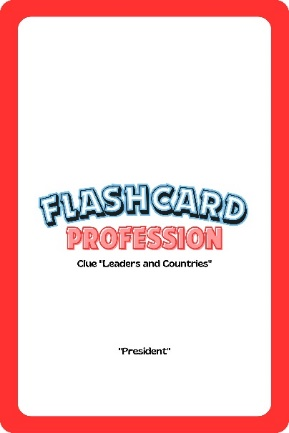 FLASHCARD
PROFESSION
Clue "Leaders and Countries"
"President"